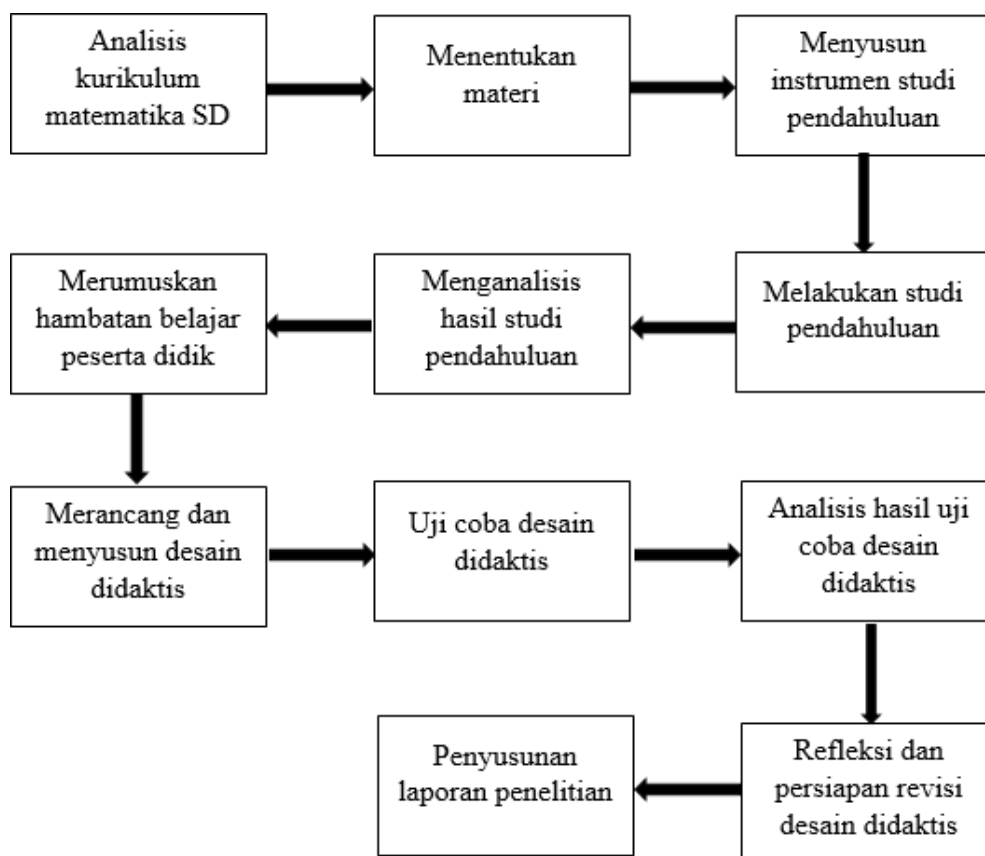 Analisis
kurikulum
matematika SD
Menentukan
materi
Menyusun
instrumen studi
pendahuluan
Melakukan studi
pendahuluan
Menganalisis
hasil studi
pendahuluan
Merumuskan
hambatan belajar
peserta didik
Merancang dan
menyusun desain
didaktis
Uji coba desain
didaktis
Analisis hasil uji
coba desain
didaktis
Refleksi dan
persiapan revisi
desain didaktis
Penyusunan
laporan penelitian